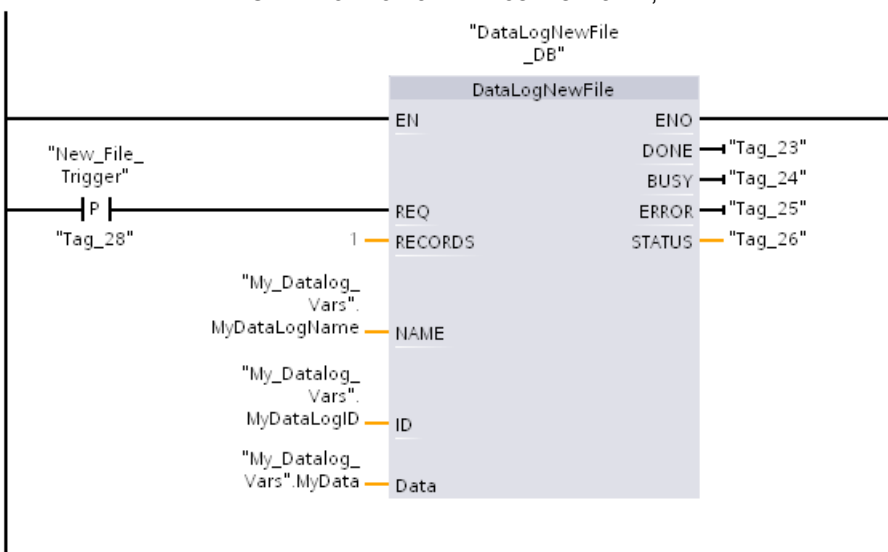 "DataLogNewFile
_DB"
DataLogNewFile
EN
ENO
DONE
"Tag_23"
"New_File_
Trigger"
BUSY
"Tag_24"
P
REQ
ERROR
"Tag_25"
"Tag_28"
1
RECORDS
STATUS
"Tag_26"
"My_Datalog_
Vars".
MyDataLogName
NAME
"My_Datalog_
Vars".
MyDataLogID
ID
"My_Datalog_
Vars".MyData
Data